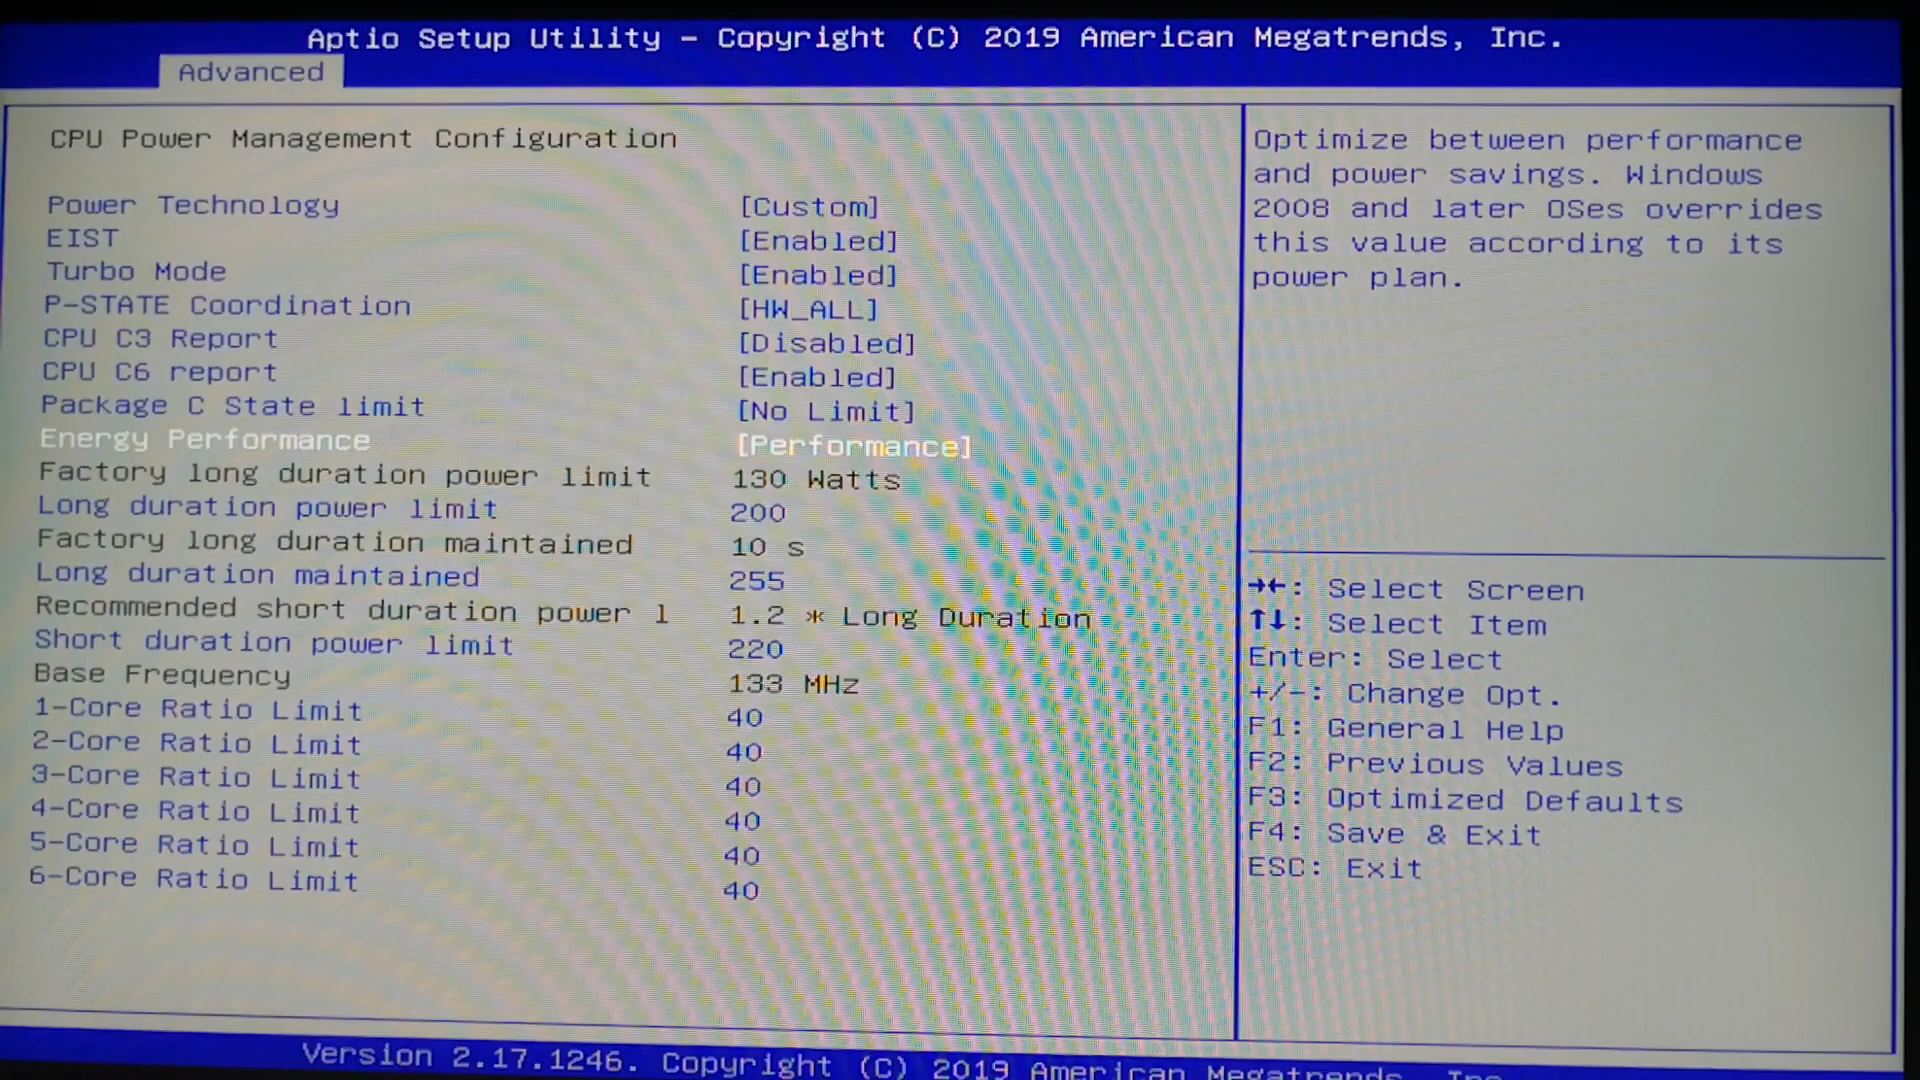 Aptio Setup Utility - Copyright (C) 2019 American Megatrends, Inc.
Advanced
CPU Power Management Configuration
Power Technology [Custom]
EIST [Enabled]
Turbo Mode [Enabled]
P-STATE Coordination [HW_ALL]
CPU C3 Report [Disabled]
CPU C6 report [Enabled]
Package C State limit [No Limit]
Energy Performance [Performance]
Factory long duration power limit 130 Watts
Long duration power limit 200
Factory long duration maintained 10 s
Long duration maintained 255
Recommended short duration power l 1.2 * Long Duration
Short duration power limit 220
Base Frequency 133 MHz
1-Core Ratio Limit 40
2-Core Ratio Limit 40
3-Core Ratio Limit 40
4-Core Ratio Limit 40
5-Core Ratio Limit 40
6-Core Ratio Limit 40
Optimize between performance
and power savings. Windows
2008 and later OSes overrides
this value according to its
power plan.
→←: Select Screen
↑↓: Select Item
Enter: Select
+/-: Change Opt.
F1: General Help
F2: Previous Values
F3: Optimized Defaults
F4: Save & Exit
ESC: Exit
Version 2.17.1246. Copyright (C) 2019 American Megatrends, Inc.